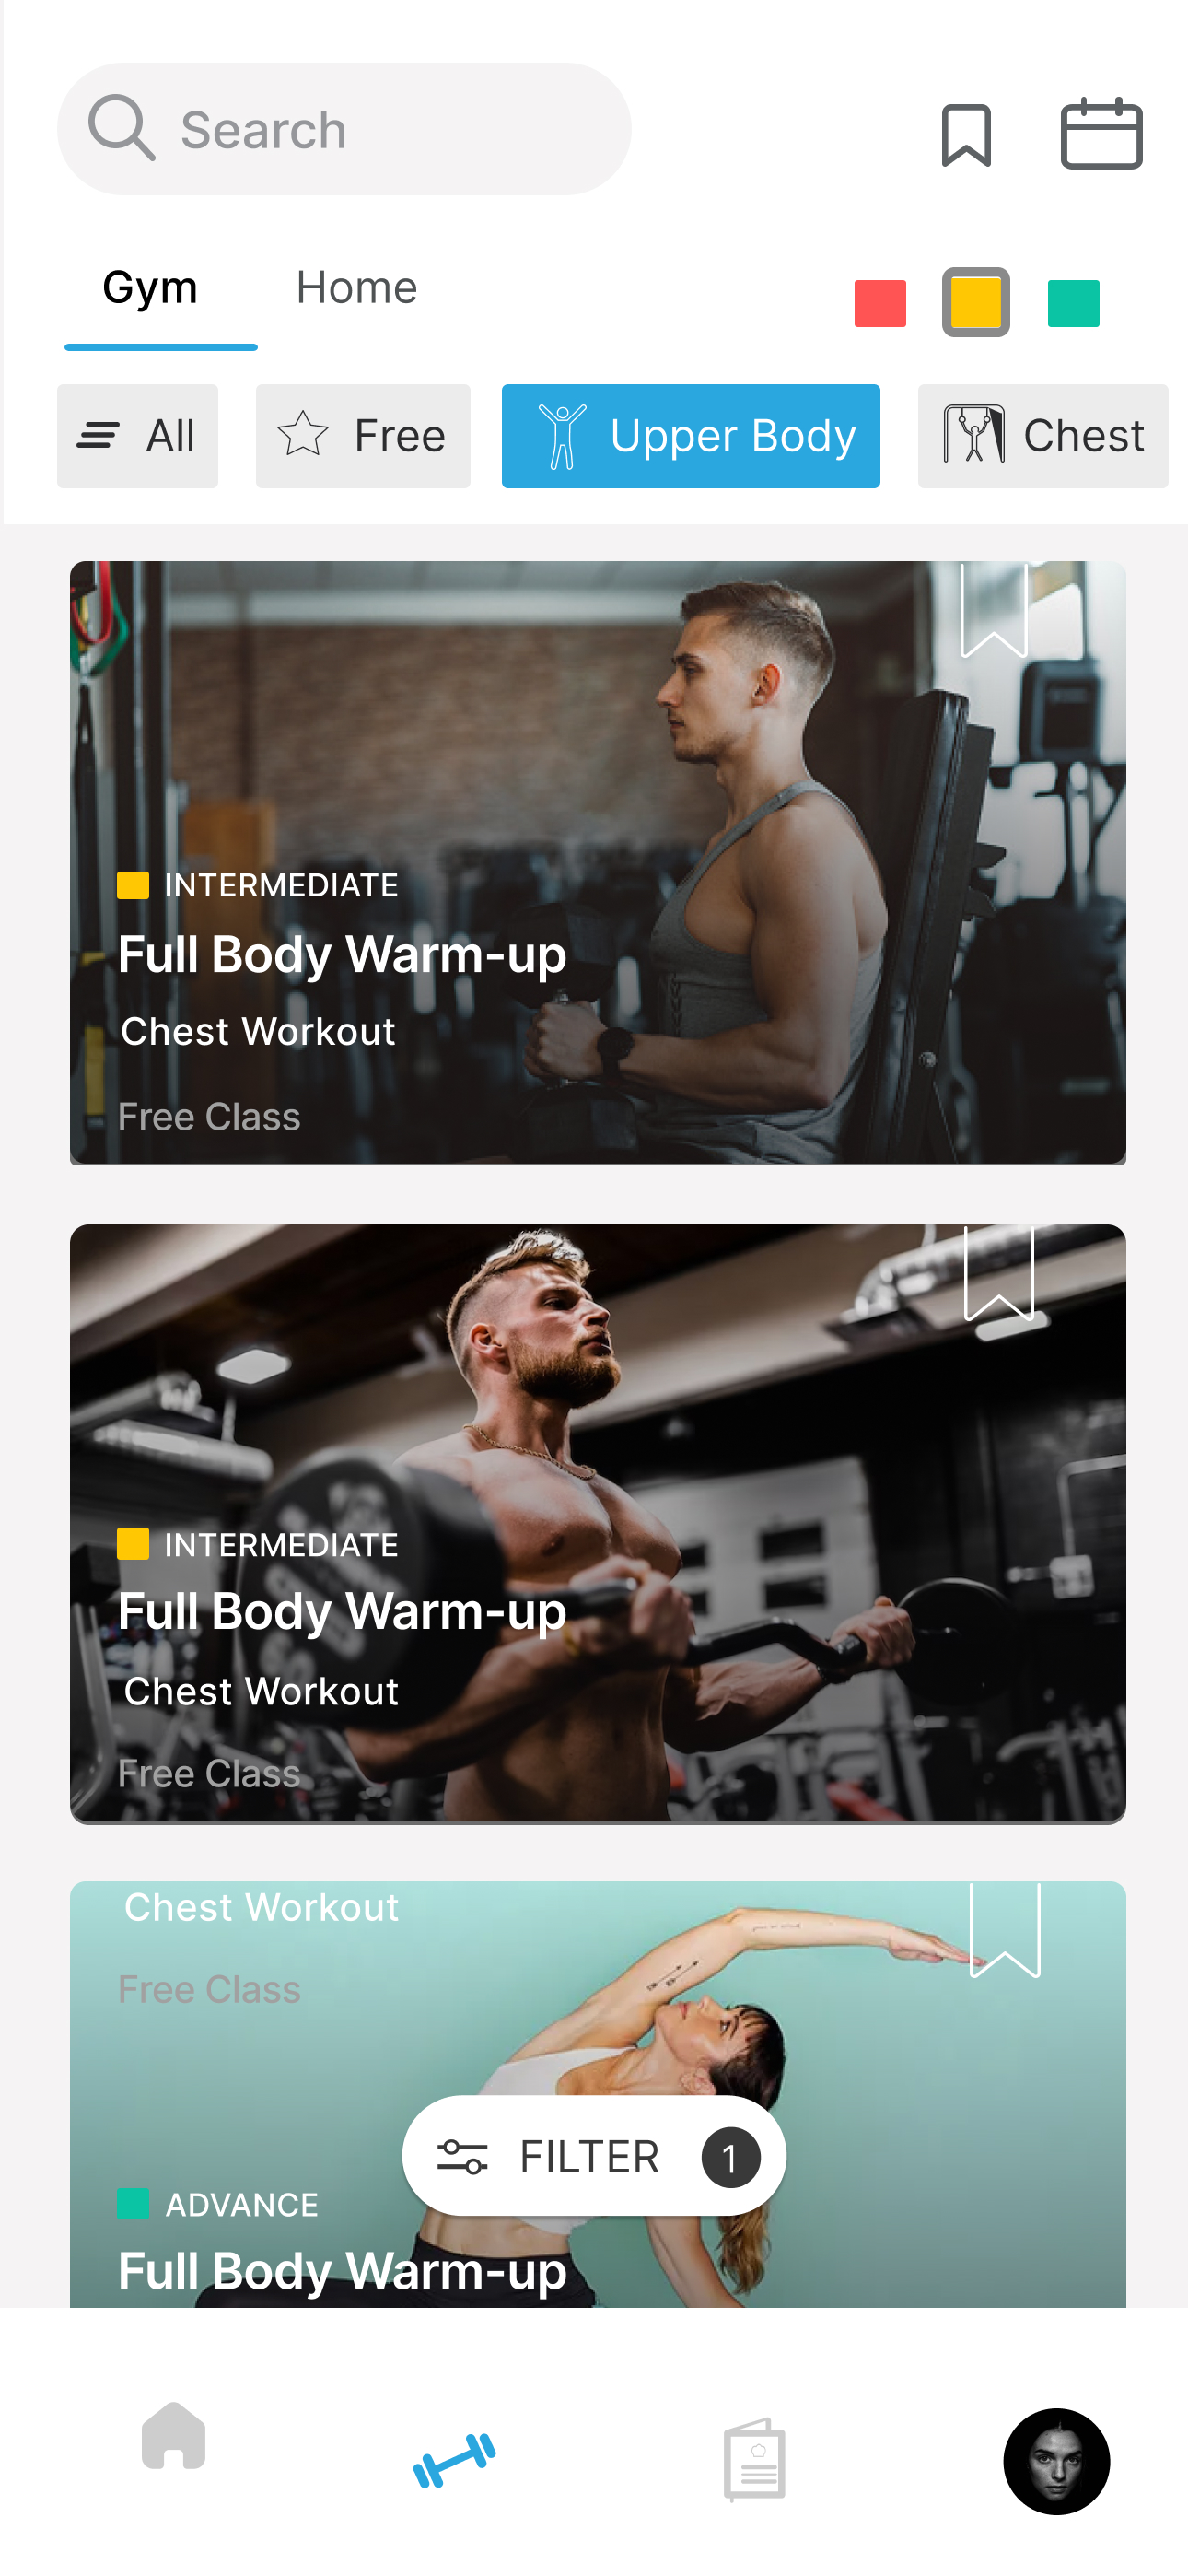 Search
Gym
Home
All
Free
Upper Body
Chest
INTERMEDIATE
Full Body Warm-up
Chest Workout
Free Class
INTERMEDIATE
Full Body Warm-up
Chest Workout
Free Class
Chest Workout
Free Class
FILTER 1
ADVANCE
Full Body Warm-up